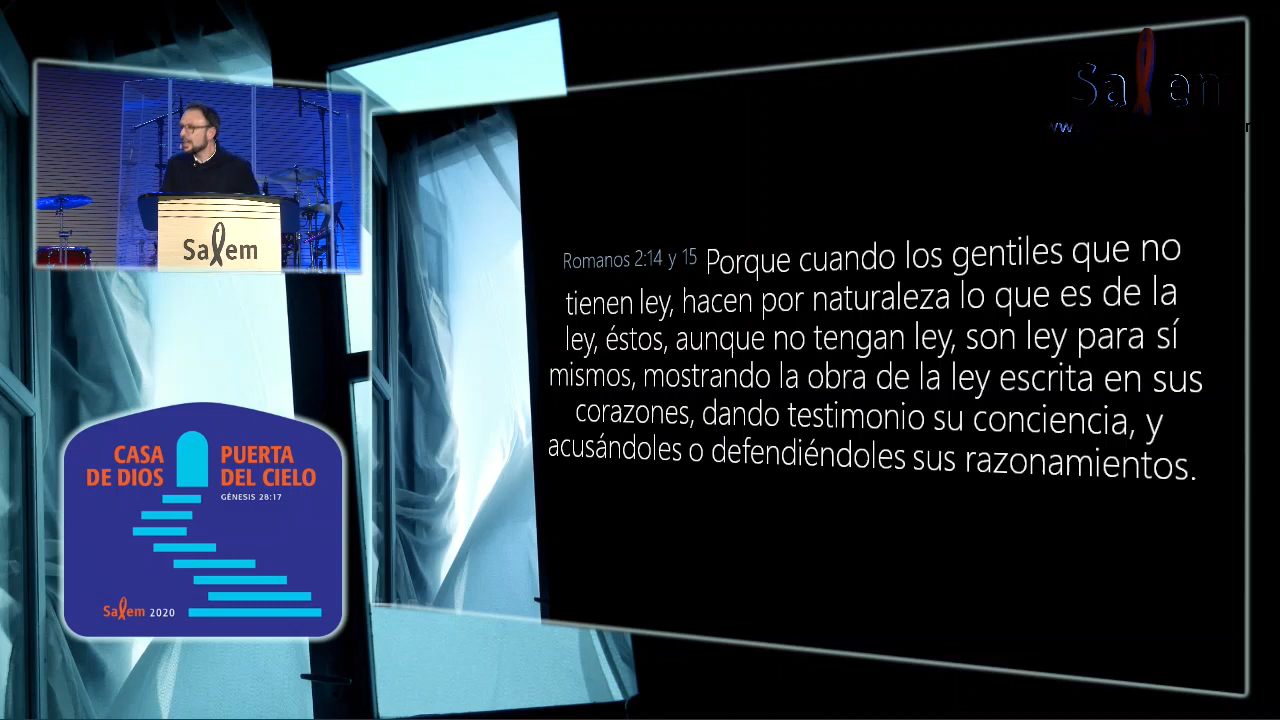 Salem
Romanos 2:14 y 15 Porque cuando los gentiles que no
tienen ley, hacen por naturaleza lo que es de la
ley, éstos, aunque no tengan ley, son ley para sí
mismos, mostrando la obra de la ley escrita en sus
corazones, dando testimonio su conciencia, y
acusándoles o defendiéndoles sus razonamientos.
Salem
CASA
DE DIOS
PUERTA
DEL CIELO
GÉNESIS 28:17
Salem 2020